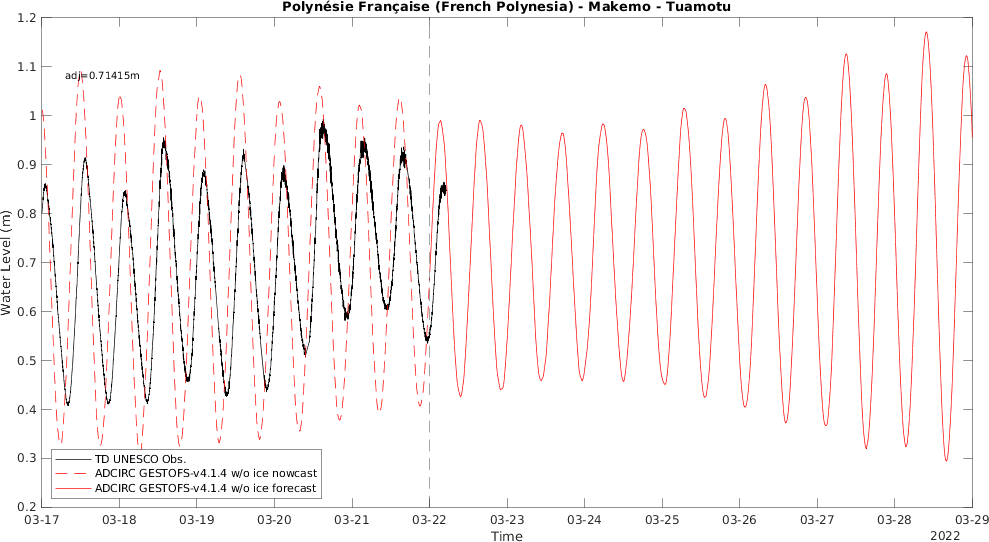 Polynésie Française (French Polynesia) - Makemo - Tuamotu
1.2
1.1
1
0.9
0.8
0.7
0.6
0.5
0.4
0.3
0.2
Water Level (m)
adj=0.71415m
TD UNESCO Obs.
ADCIRC GESTOFS-v4.1.4 w/o ice nowcast
ADCIRC GESTOFS-v4.1.4 w/o ice forecast
03-17 03-18 03-19 03-20 03-21 03-22 03-23 03-24 03-25 03-26 03-27 03-28 03-29
Time
2022